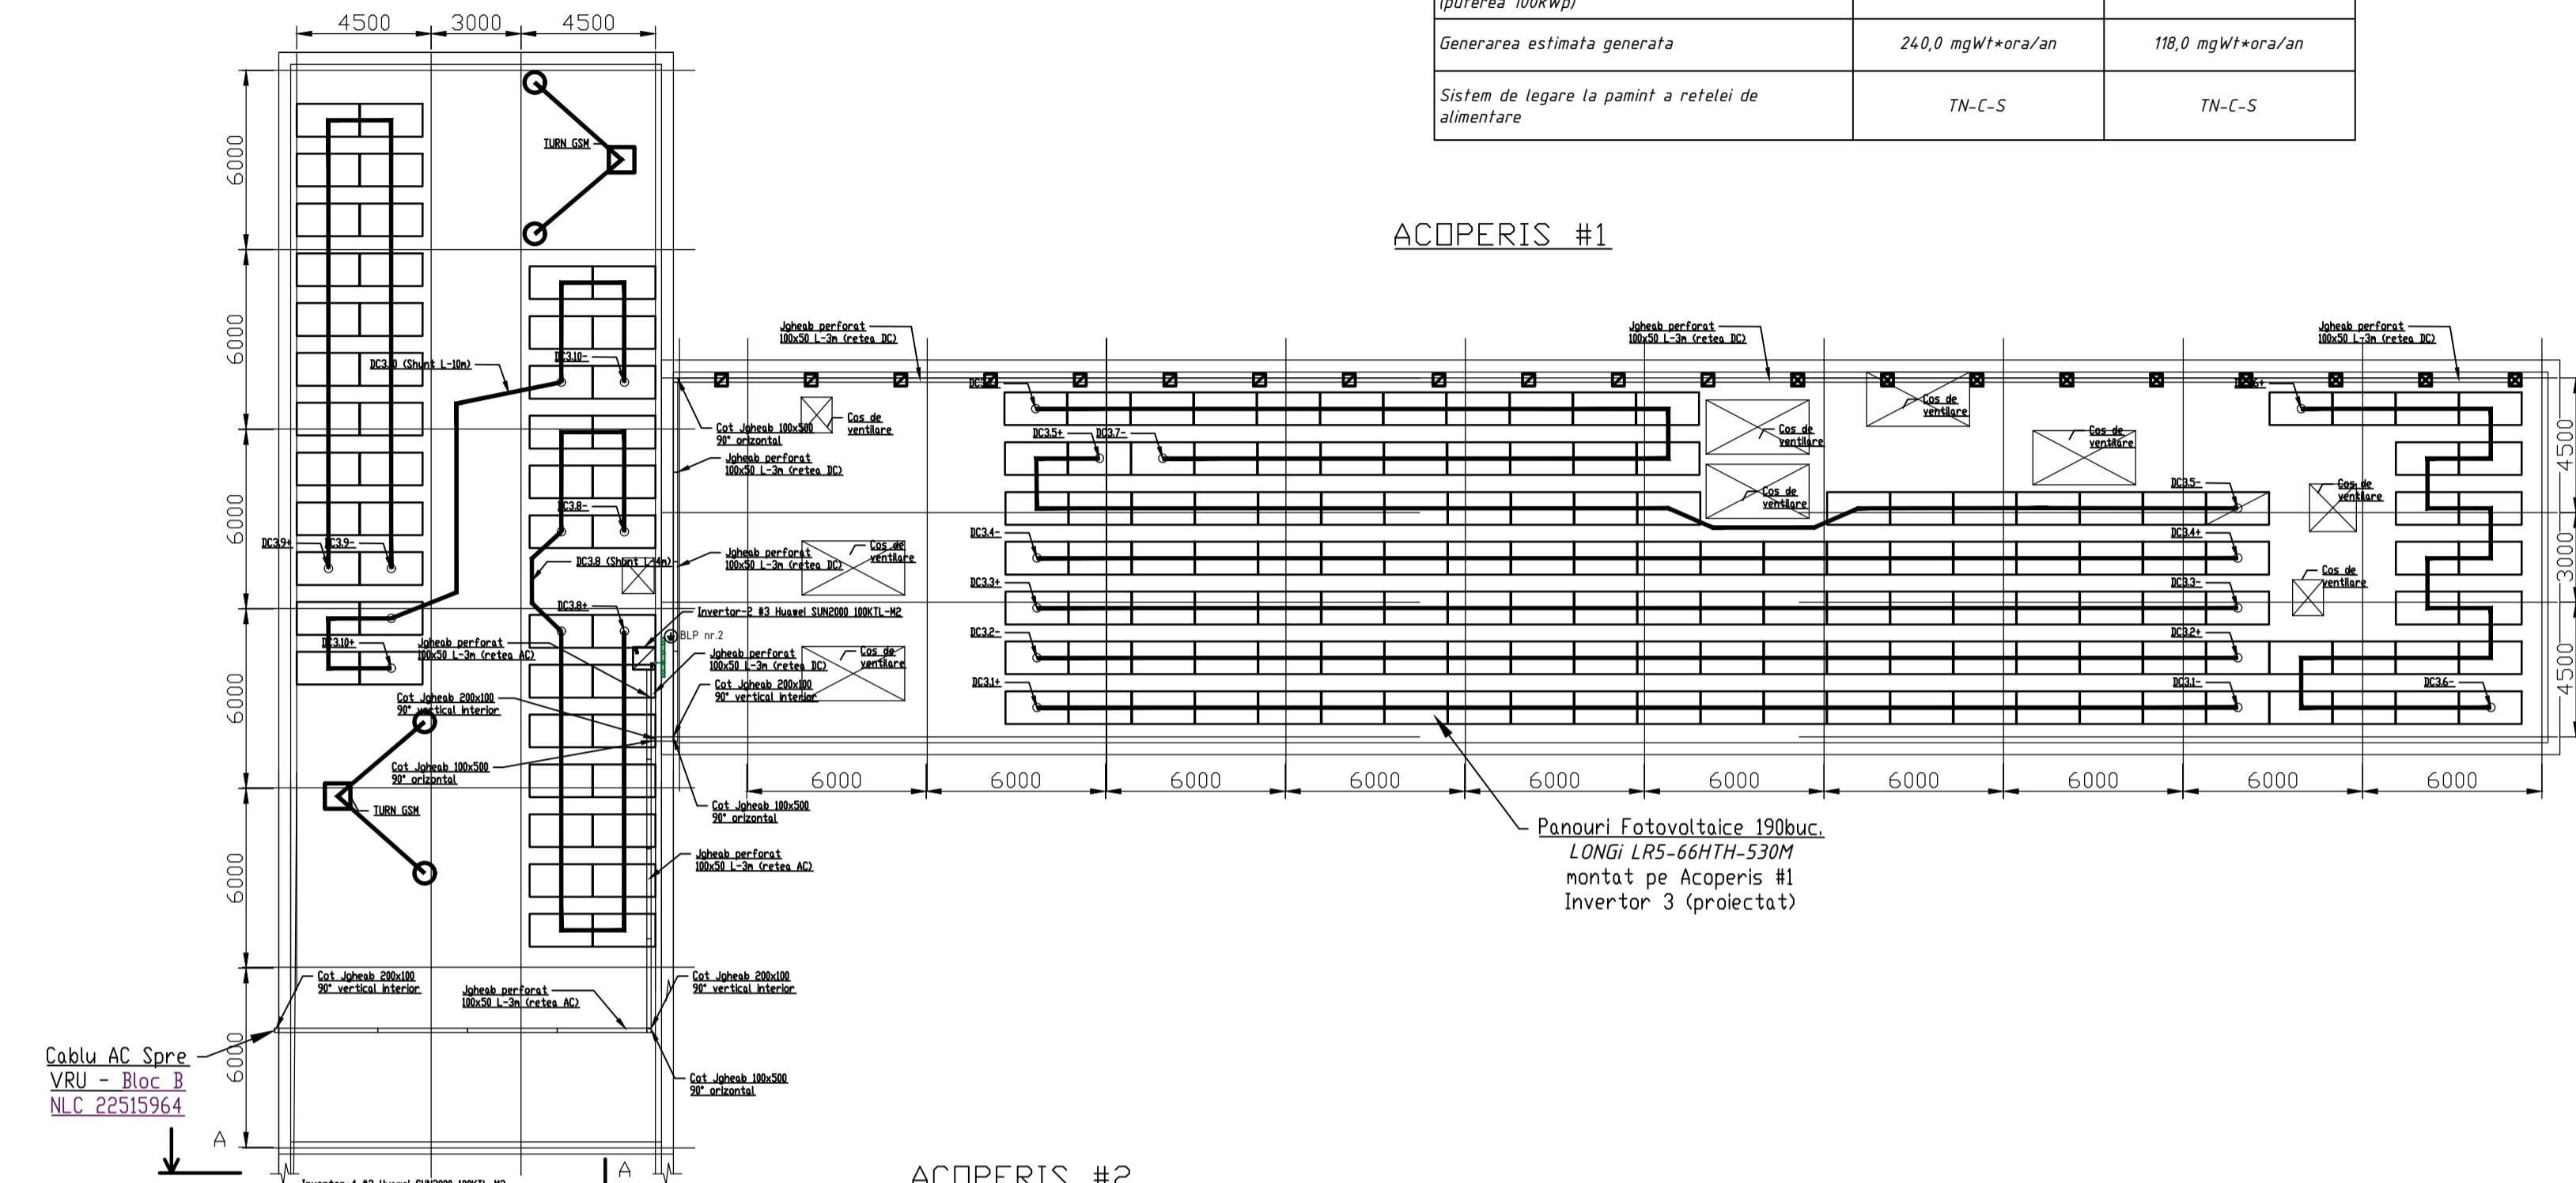 (puterea 100kWp)
Generarea estimata generata
240,0 mgWt*ora/an
118,0 mgWt*ora/an
Sistem de legare la pamint a retelei de
alimentare
TN-C-S
TN-C-S
4500
3000
4500
TURN GSM
6000
6000
6000
6000
6000
6000
ACOPERIS #1
Jgheab perforat
100x50 L-3m (retea DC)
Jgheab perforat
100x50 L-3m (retea DC)
Jgheab perforat
100x50 L-3m (retea DC)
DC3.10 (Shunt L-10m)
DC3.10-
Cos de
ventilare
Cos de
ventilare
Cos de
ventilare
Cos de
ventilare
Cot Jgheab 100x500
90° orizontal
DC3.5+
DC3.7-
Jgheab perforat
100x50 L-3m (retea DC)
4500
DC3.8-
Cos de
ventilare
DC3.5-
Cos de
ventilare
DC3.9+
DC3.9-
DC3.4-
DC3.4+
Cos de
ventilare
Jgheab perforat
100x50 L-3m (retea DC)
DC3.8 (Shunt L-4m)
DC3.3+
DC3.3-
Cos de
ventilare
3000
DC3.8+
Invertor-2 #3 Huawei SUN2000 100KTL-M2
BLP nr.2
DC3.10+
Jgheab perforat
100x50 L-3m (retea AC)
Jgheab perforat
100x50 L-3m (retea DC)
Cos de
ventilare
DC3.2-
DC3.2+
Cot Jgheab 200x100
90° vertical interior
Cot Jgheab 200x100
90° vertical interior
DC3.1+
DC3.1-
DC3.6-
4500
Cot Jgheab 100x500
90° orizontal
TURN GSM
Cot Jgheab 100x500
90° orizontal
6000
6000
6000
6000
6000
6000
6000
6000
6000
6000
Panouri Fotovoltaice 190buc.
LONGi LR5-66HTH-530M
montat pe Acoperis #1
Invertor 3 (proiectat)
Jgheab perforat
100x50 L-3m (retea AC)
Cot Jgheab 200x100
90° vertical interior
Jgheab perforat
100x50 L-3m (retea AC)
Cot Jgheab 200x100
90° vertical interior
Cablu AC Spre
VRU - Bloc B
NLC 22515964
Cot Jgheab 100x500
90° orizontal
A
A
ACOPERIS #2